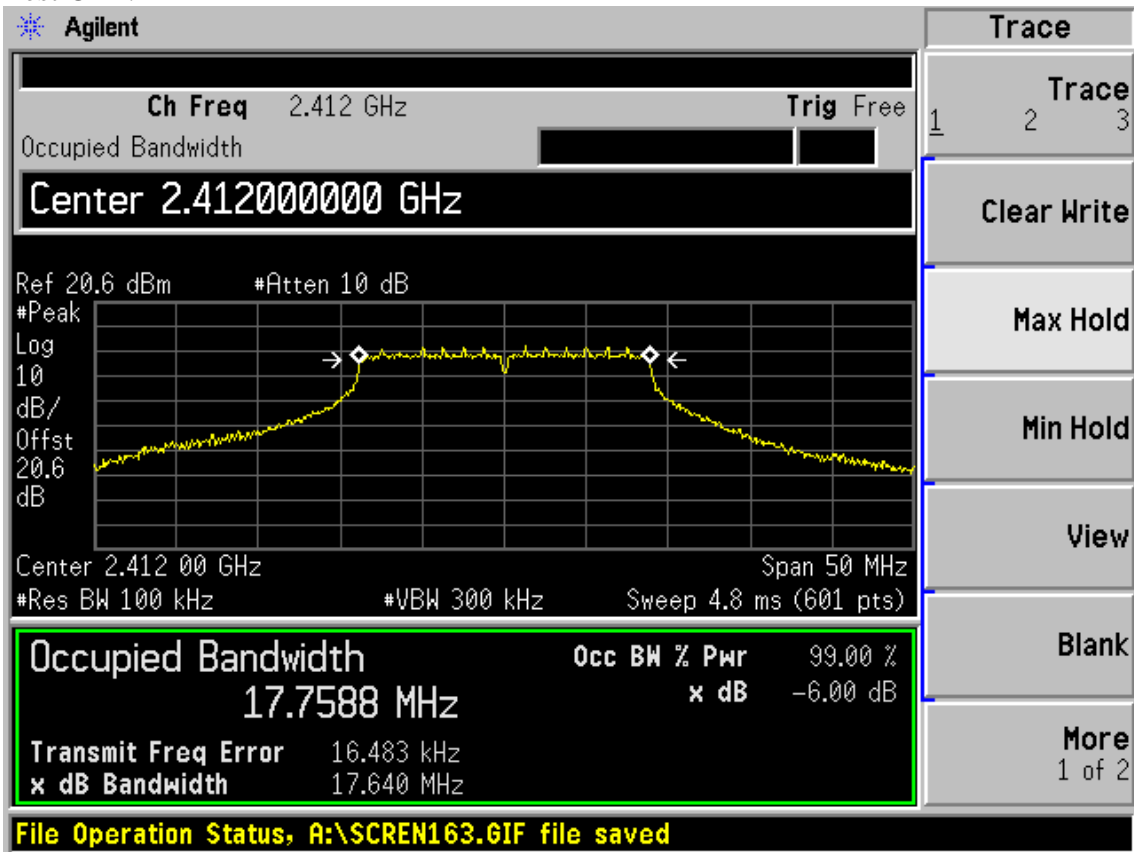 Agilent
Trace
Ch Freq 2.412 GHz Trig Free
Occupied Bandwidth
Center 2.412000000 GHz
Ref 20.6 dBm #Atten 10 dB
#Peak
Log
10
dB/
Offst
20.6
dB
Center 2.412 00 GHz Span 50 MHz
#Res BW 100 kHz #VBW 300 kHz Sweep 4.8 ms (601 pts)
Occupied Bandwidth Occ BW % Pwr 99.00 %
17.7588 MHz x dB -6.00 dB
Transmit Freq Error 16.483 kHz
x dB Bandwidth 17.640 MHz
File Operation Status, A:\SCREN163.GIF file saved
Trace
1 2 3
Clear Write
Max Hold
Min Hold
View
Blank
More
1 of 2